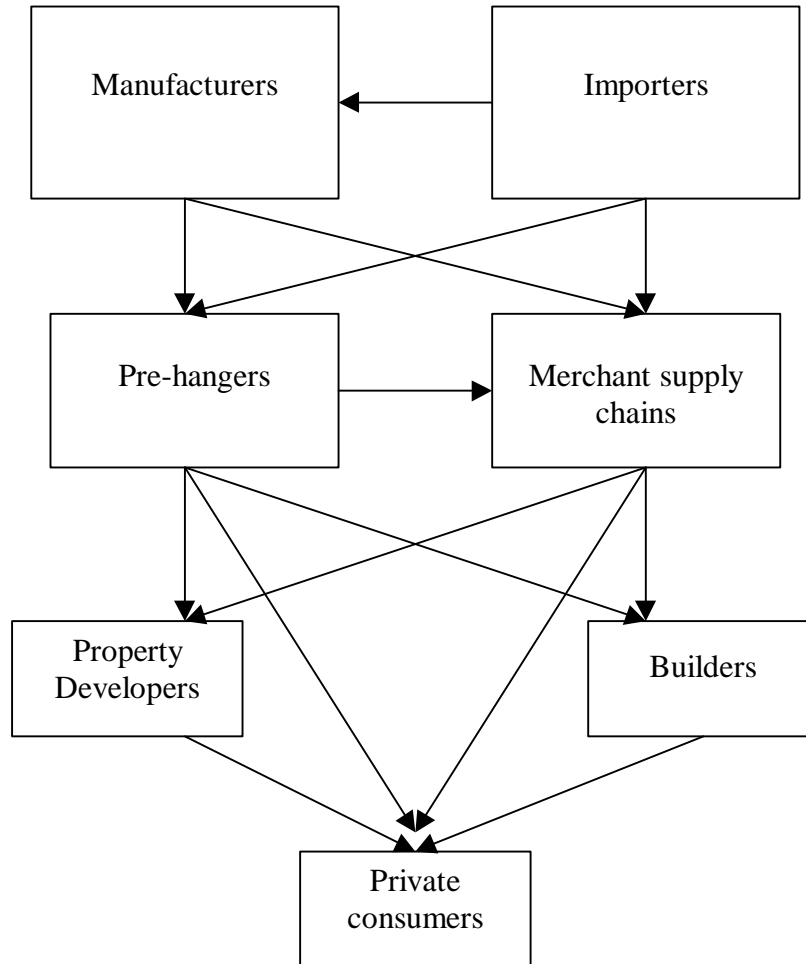 Manufacturers
Importers
Pre-hangers
Merchant supply
chains
Property
Developers
Builders
Private
consumers